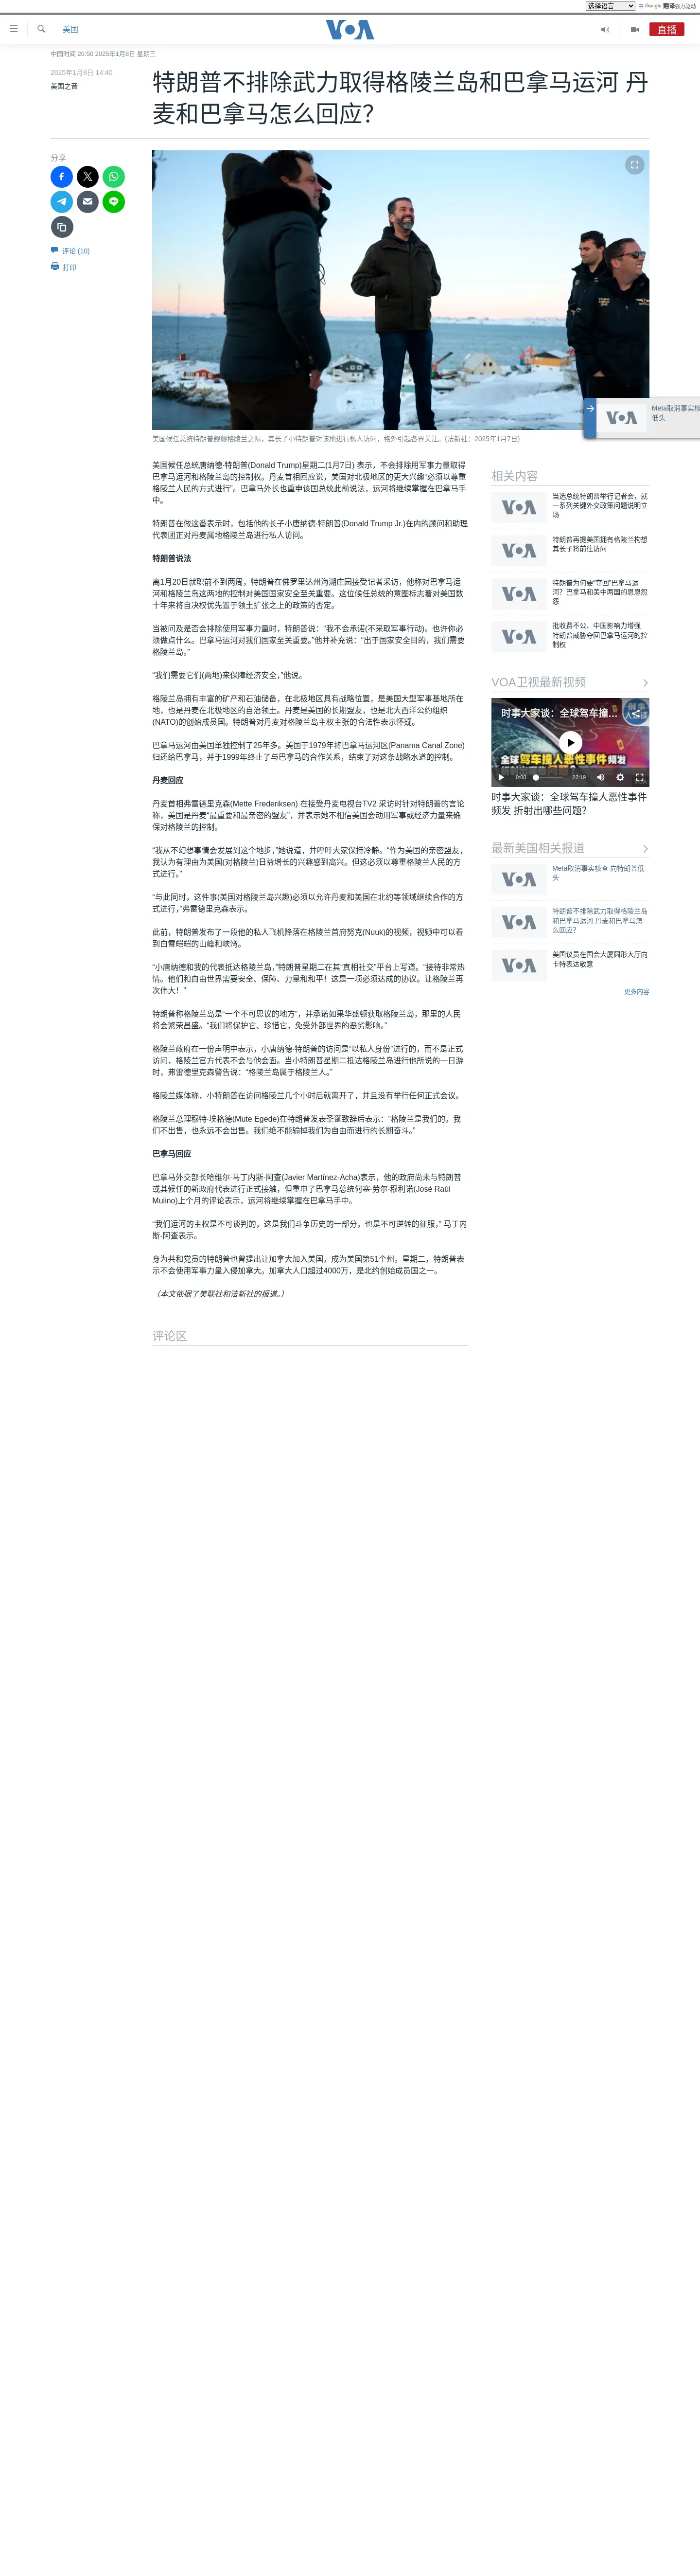 选择语言 由 Google 翻译强力驱动
美国
VOA
直播
中国时间 20:50 2025年1月8日 星期三
2025年1月8日 14:40
美国之音
特朗普不排除武力取得格陵兰岛和巴拿马运河 丹
麦和巴拿马怎么回应？
分享
评论 (10)
打印
美国候任总统特朗普觊觎格陵兰之际，其长子小特朗普对该地进行私人访问，格外引起各界关注。(法新社：2025年1月7日)
Meta取消事实核
低头
VOA
美国候任总统唐纳德·特朗普(Donald Trump)星期二(1月7日) 表示，不会排除用军事力量取得
巴拿马运河和格陵兰岛的控制权。丹麦首相回应说，美国对北极地区的更大兴趣“必须以尊重
格陵兰人民的方式进行”。巴拿马外长也重申该国总统此前说法，运河将继续掌握在巴拿马手
中。
特朗普在做这番表示时，包括他的长子小唐纳德·特朗普(Donald Trump Jr.)在内的顾问和助理
代表团正对丹麦属地格陵兰岛进行私人访问。
特朗普说法
离1月20日就职前不到两周，特朗普在佛罗里达州海湖庄园接受记者采访，他称对巴拿马运
河和格陵兰岛这两地的控制对美国国家安全至关重要。这位候任总统的意图标志着对美国数
十年来将自决权优先置于领土扩张之上的政策的否定。
当被问及是否会排除使用军事力量时，特朗普说：“我不会承诺(不采取军事行动)。也许你必
须做点什么。巴拿马运河对我们国家至关重要。”他并补充说：“出于国家安全目的，我们需要
格陵兰岛。”
“我们需要它们(两地)来保障经济安全，”他说。
格陵兰岛拥有丰富的矿产和石油储备，在北极地区具有战略位置，是美国大型军事基地所在
地，也是丹麦在北极地区的自治领土。丹麦是美国的长期盟友，也是北大西洋公约组织
(NATO)的创始成员国。特朗普对丹麦对格陵兰岛主权主张的合法性表示怀疑。
巴拿马运河由美国单独控制了25年多。美国于1979年将巴拿马运河区(Panama Canal Zone)
归还给巴拿马，并于1999年终止了与巴拿马的合作关系，结束了对这条战略水道的控制。
丹麦回应
丹麦首相弗雷德里克森(Mette Frederiksen) 在接受丹麦电视台TV2 采访时针对特朗普的言论
称，美国是丹麦“最重要和最亲密的盟友”，并表示她不相信美国会动用军事或经济力量来确
保对格陵兰的控制。
“我从不幻想事情会发展到这个地步，”她说道，并呼吁大家保持冷静。“作为美国的亲密盟友，
我认为有理由为美国(对格陵兰)日益增长的兴趣感到高兴。但这必须以尊重格陵兰人民的方
式进行。”
“与此同时，这件事(美国对格陵兰岛兴趣)必须以允许丹麦和美国在北约等领域继续合作的方
式进行，”弗雷德里克森表示。
此前，特朗普发布了一段他的私人飞机降落在格陵兰首府努克(Nuuk)的视频，视频中可以看
到白雪皑皑的山峰和峡湾。
“小唐纳德和我的代表抵达格陵兰岛，”特朗普星期二在其“真相社交”平台上写道。“接待非常热
情。他们和自由世界需要安全、保障、力量和和平！这是一项必须达成的协议。让格陵兰再
次伟大！”
特朗普称格陵兰岛是“一个不可思议的地方”，并承诺如果华盛顿获取格陵兰岛，那里的人民
将会繁荣昌盛。“我们将保护它、珍惜它，免受外部世界的恶劣影响。”
格陵兰政府在一份声明中表示，小唐纳德·特朗普的访问是“以私人身份”进行的，而不是正式
访问，格陵兰官方代表不会与他会面。当小特朗普星期二抵达格陵兰岛进行他所说的一日游
时，弗雷德里克森警告说：“格陵兰岛属于格陵兰人。”
格陵兰媒体称，小特朗普在访问格陵兰几个小时后就离开了，并且没有举行任何正式会议。
格陵兰总理穆特·埃格德(Mute Egede)在特朗普发表圣诞致辞后表示：“格陵兰是我们的。我
们不出售，也永远不会出售。我们绝不能输掉我们为自由而进行的长期奋斗。”
巴拿马回应
巴拿马外交部长哈维尔·马丁内斯-阿查(Javier Martínez-Acha)表示，他的政府尚未与特朗普
或其候任的新政府代表进行正式接触，但重申了巴拿马总统何塞·劳尔·穆利诺(José Raúl
Mulino)上个月的评论表示，运河将继续掌握在巴拿马手中。
“我们运河的主权是不可谈判的，这是我们斗争历史的一部分，也是不可逆转的征服，” 马丁内
斯-阿查表示。
身为共和党员的特朗普也曾提出让加拿大加入美国，成为美国第51个州。星期二，特朗普表
示不会使用军事力量入侵加拿大。加拿大人口超过4000万，是北约创始成员国之一。
（本文依据了美联社和法新社的报道。）
评论区
相关内容
VOA
当选总统特朗普举行记者会，就
一系列关键外交政策问题说明立
场
VOA
特朗普再提美国拥有格陵兰构想
其长子将前往访问
VOA
特朗普为何要“夺回”巴拿马运
河？巴拿马和美中两国的恩恩怨
怨
VOA
批收费不公、中国影响力增强
特朗普威胁夺回巴拿马运河的控
制权
VOA卫视最新视频
时事大家谈：全球驾车撞...
时事
大家谈
全球驾车撞人恶性事件频发
0:00
22:19
时事大家谈：全球驾车撞人恶性事件
频发 折射出哪些问题？
最新美国相关报道
VOA
Meta取消事实核查 向特朗普低
头
VOA
特朗普不排除武力取得格陵兰岛
和巴拿马运河 丹麦和巴拿马怎
么回应？
VOA
美国议员在国会大厦圆形大厅向
卡特表达敬意
更多内容